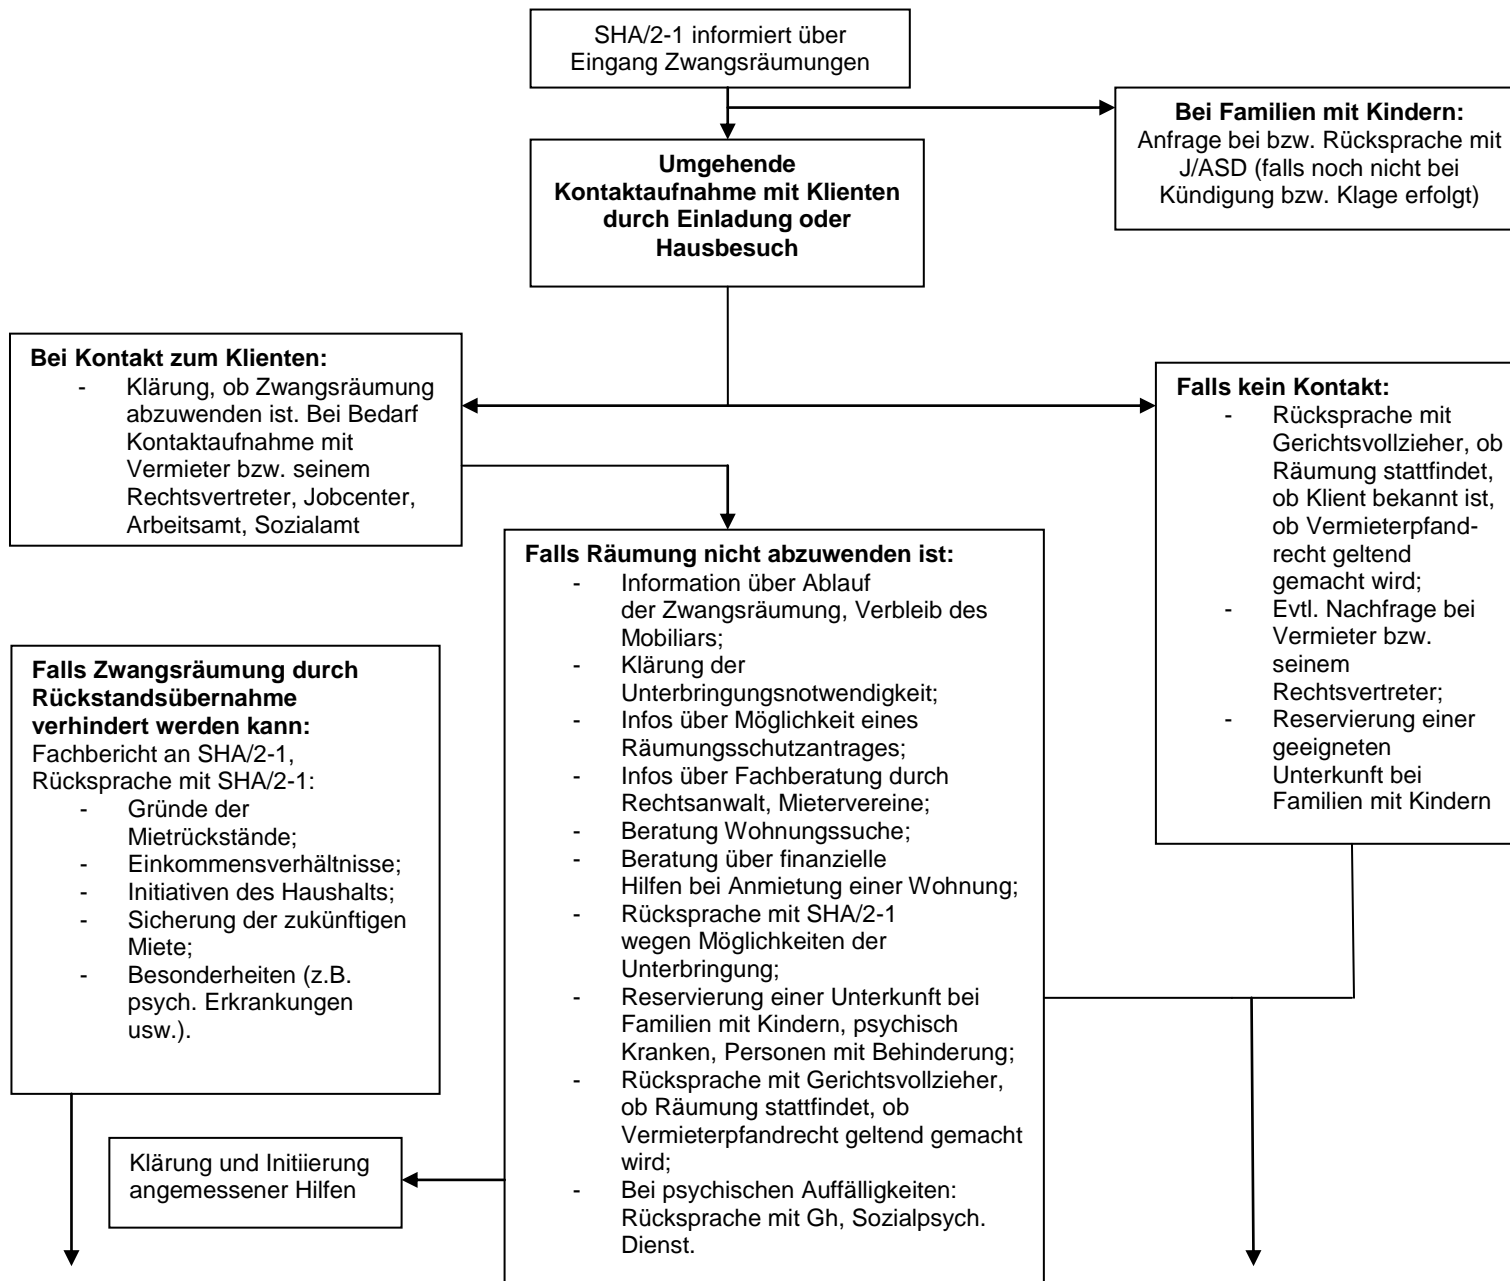 SHA/2-1 informiert über
Eingang Zwangsräumungen
Bei Familien mit Kindern:
Anfrage bei bzw. Rücksprache mit
J/ASD (falls noch nicht bei
Kündigung bzw. Klage erfolgt)
Umgehende
Kontaktaufnahme mit Klienten
durch Einladung oder
Hausbesuch
Bei Kontakt zum Klienten:
- Klärung, ob Zwangsräumung
abzuwenden ist. Bei Bedarf
Kontaktaufnahme mit
Vermieter bzw. seinem
Rechtsvertreter, Jobcenter,
Arbeitsamt, Sozialamt
Falls kein Kontakt:
- Rücksprache mit
Gerichtsvollzieher, ob
Räumung stattfindet,
ob Klient bekannt ist,
ob Vermieterpfand-
recht geltend
gemacht wird;
- Evtl. Nachfrage bei
Vermieter bzw.
seinem
Rechtsvertreter;
- Reservierung einer
geeigneten
Unterkunft bei
Familien mit Kindern
Falls Räumung nicht abzuwenden ist:
- Information über Ablauf
der Zwangsräumung, Verbleib des
Mobiliars;
- Klärung der
Unterbringungsnotwendigkeit;
- Infos über Möglichkeit eines
Räumungsschutzantrages;
- Infos über Fachberatung durch
Rechtsanwalt, Mietervereine;
- Beratung Wohnungssuche;
- Beratung über finanzielle
Hilfen bei Anmietung einer Wohnung;
- Rücksprache mit SHA/2-1
wegen Möglichkeiten der
Unterbringung;
- Reservierung einer Unterkunft bei
Familien mit Kindern, psychisch
Kranken, Personen mit Behinderung;
- Rücksprache mit Gerichtsvollzieher,
ob Räumung stattfindet, ob
Vermieterpfandrecht geltend gemacht
wird;
- Bei psychischen Auffälligkeiten:
Rücksprache mit Gh, Sozialpsych.
Dienst.
Falls Zwangsräumung durch
Rückstandsübernahme
verhindert werden kann:
Fachbericht an SHA/2-1,
Rücksprache mit SHA/2-1:
- Gründe der
Mietrückstände;
- Einkommensverhältnisse;
- Initiativen des Haushalts;
- Sicherung der zukünftigen
Miete;
- Besonderheiten (z.B.
psych. Erkrankungen
usw.).
Klärung und Initiierung
angemessener Hilfen